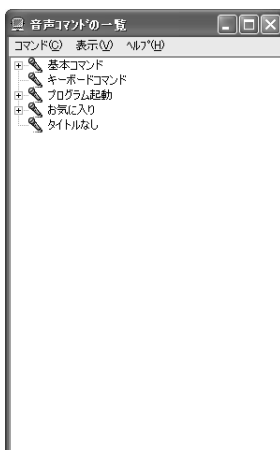 音声ｺﾏﾝﾄﾞの一覧
コマンド(C) 表示(V) ﾍﾙﾌﾟ(H)
基本コマンド
キーボードコマンド
プログラム起動
お気に入り
タイトルなし